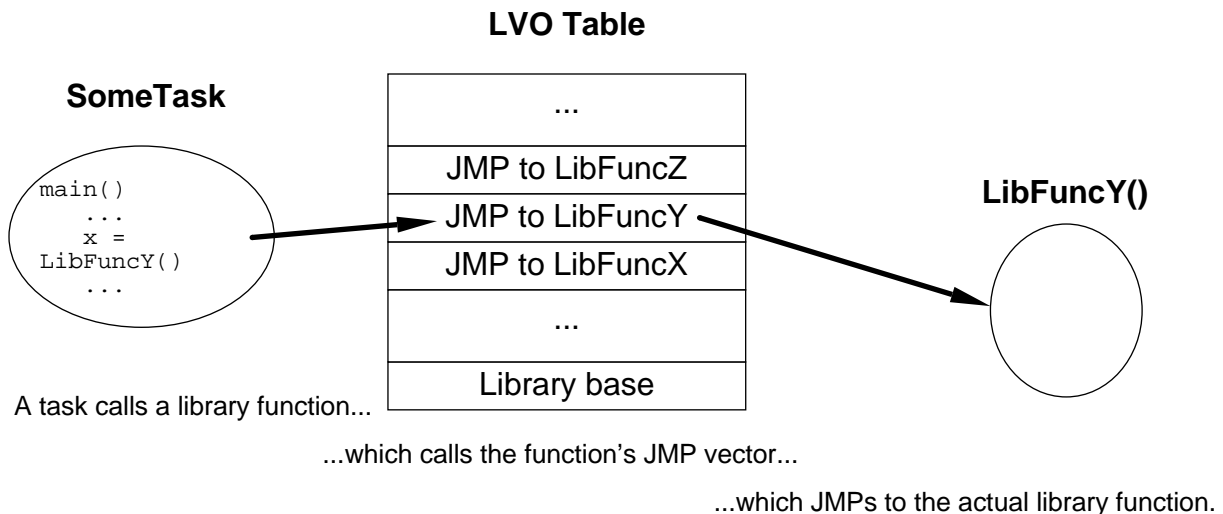 LVO Table
SomeTask
main()
...
x =
LibFuncY()
...
...
JMP to LibFuncZ
JMP to LibFuncY
JMP to LibFuncX
...
Library base
LibFuncY()
A task calls a library function...
...which calls the function's JMP vector...
...which JMPs to the actual library function.